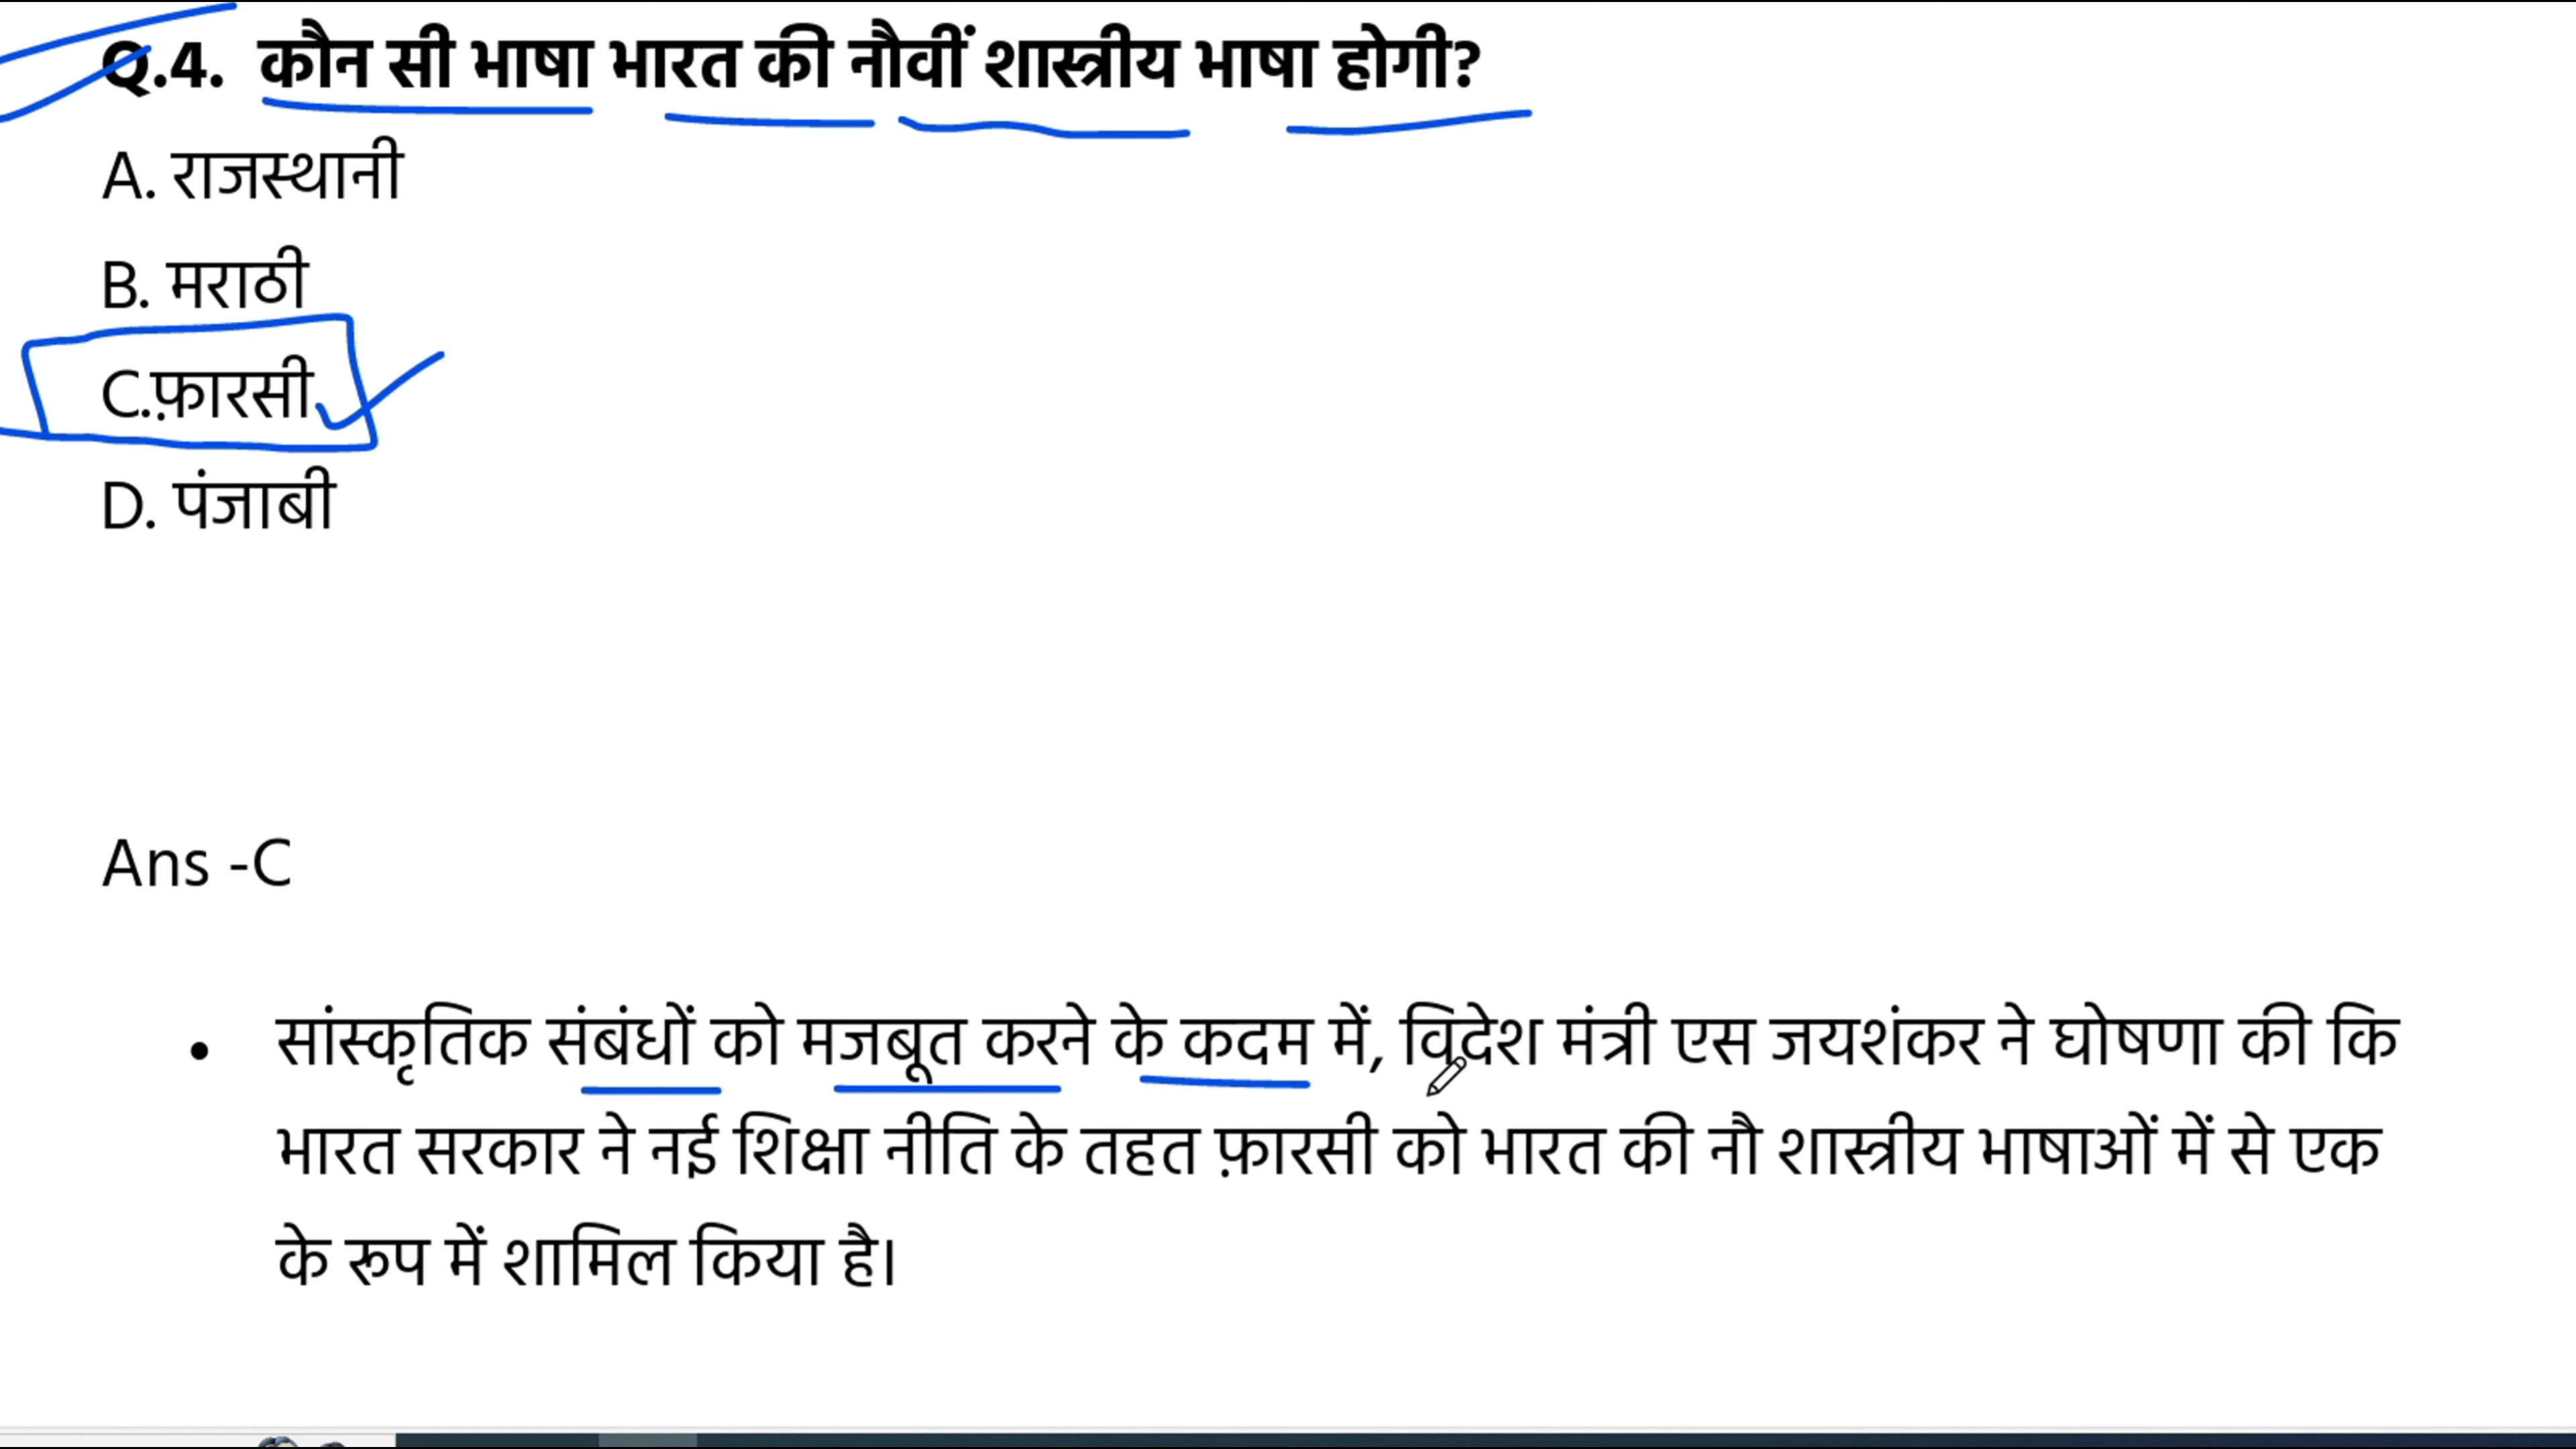 Q.4. कौन सी भाषा भारत की नौवीं शास्त्रीय भाषा होगी?
A. राजस्थानी
B. मराठी
C.फ़ारसी
D. पंजाबी
Ans -C
• सांस्कृतिक संबंधों को मजबूत करने के कदम में, विदेश मंत्री एस जयशंकर ने घोषणा की कि
भारत सरकार ने नई शिक्षा नीति के तहत फ़ारसी को भारत की नौ शास्त्रीय भाषाओं में से एक
के रूप में शामिल किया है।